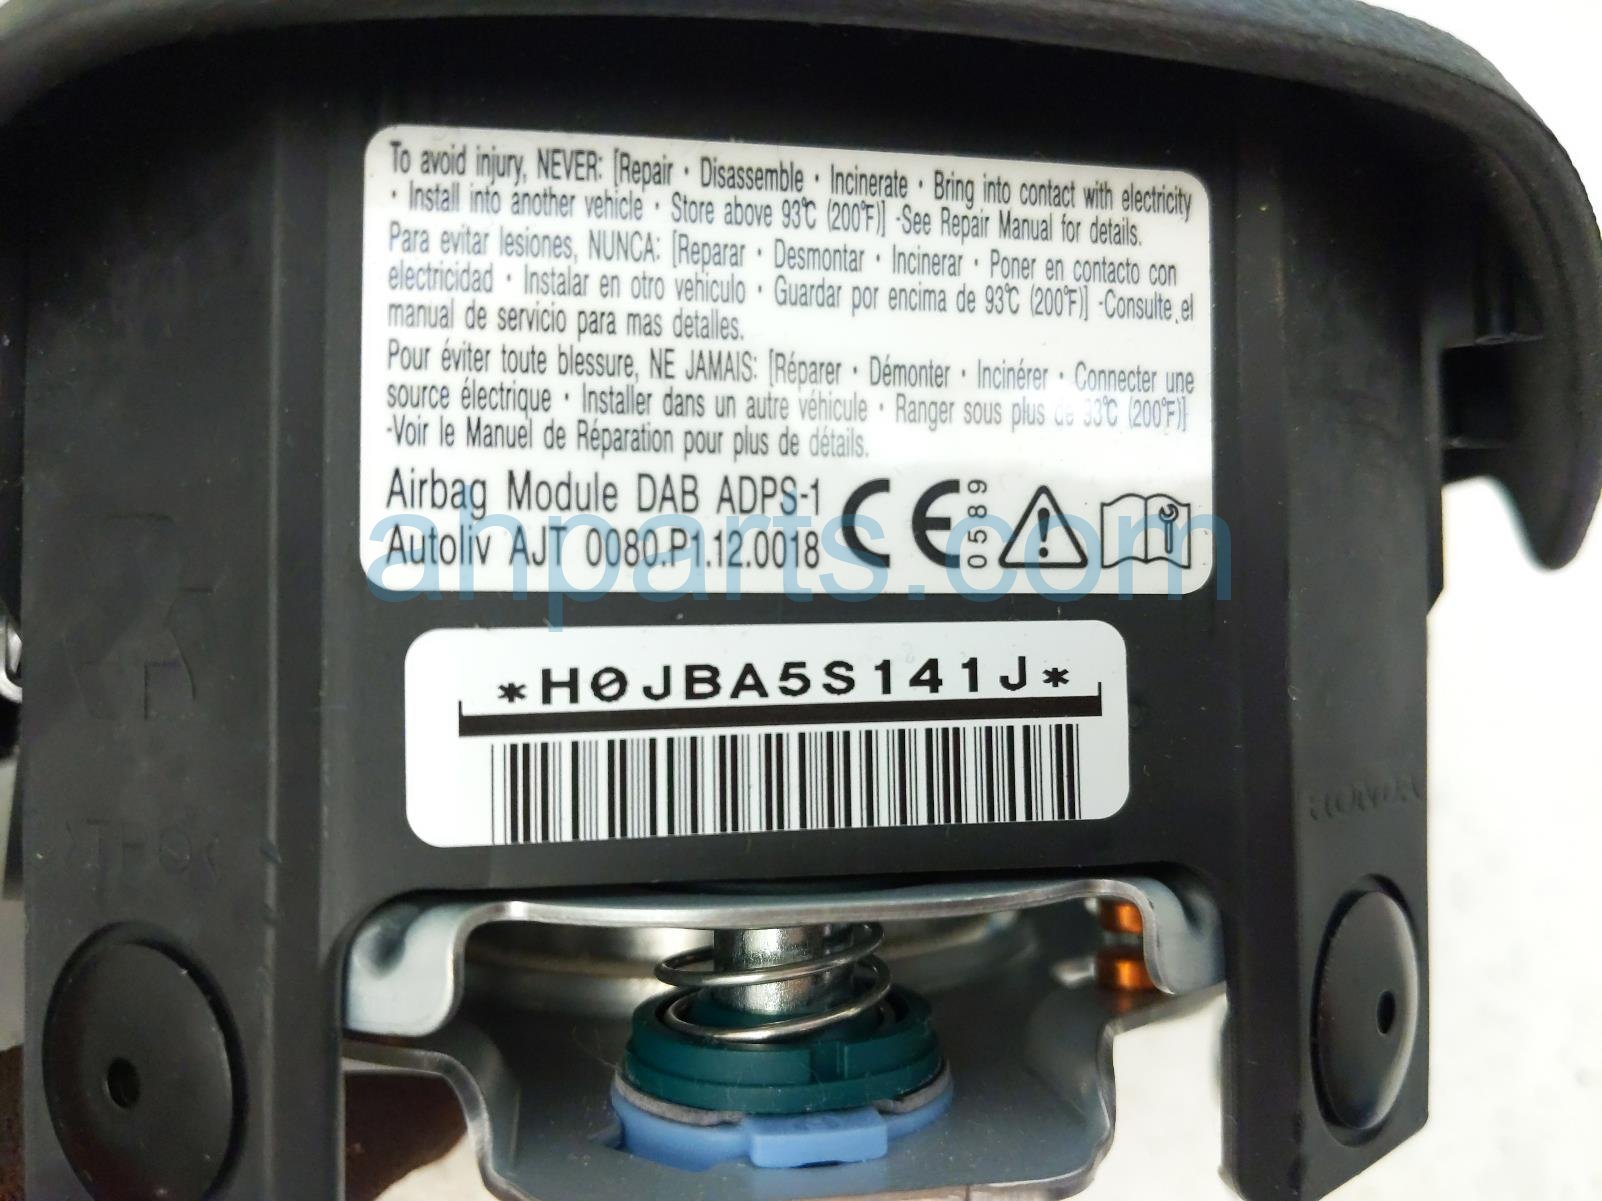 To avoid injury, NEVER: [Repair · Disassemble · Incinerate · Bring into contact with electricity
· Install into another vehicle · Store above 93℃ (200℉)] -See Repair Manual for details.
Para evitar lesiones, NUNCA: [Reparar · Desmontar · Incinerar · Poner en contacto con
electricidad · Instalar en otro vehiculo · Guardar por encima de 93℃ (200℉)] -Consulte el
manual de servicio para mas detalles.
Pour éviter toute blessure, NE JAMAIS: [Réparer · Démonter · Incinérer · Connecter une
source électrique · Installer dans un autre véhicule · Ranger sous plus de 93℃ (200℉)]
-Voir le Manuel de Réparation pour plus de détails.
Airbag Module DAB ADPS-1
Autoliv AJT 0080.P1.12.0018
CE 0589
ahparts.com
*H0JBA5S141J*
HONDA